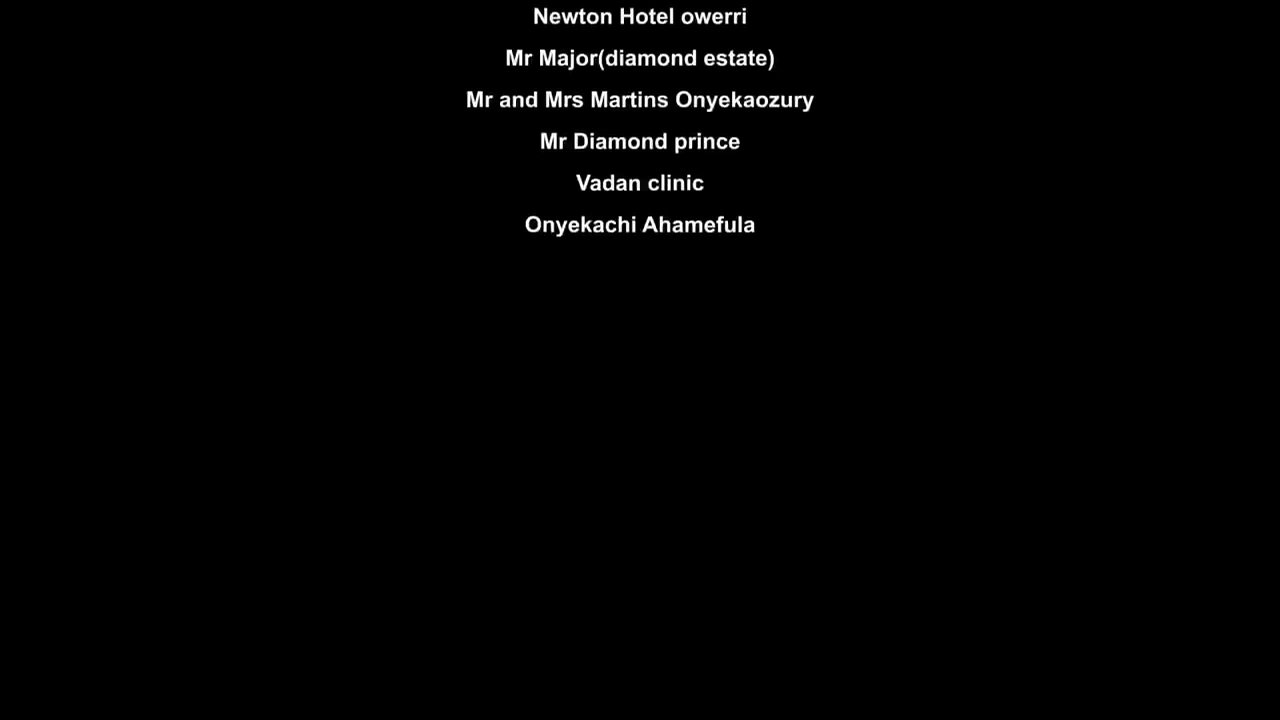 Newton Hotel owerri
Mr Major(diamond estate)
Mr and Mrs Martins Onyekaozury
Mr Diamond prince
Vadan clinic
Onyekachi Ahamefula